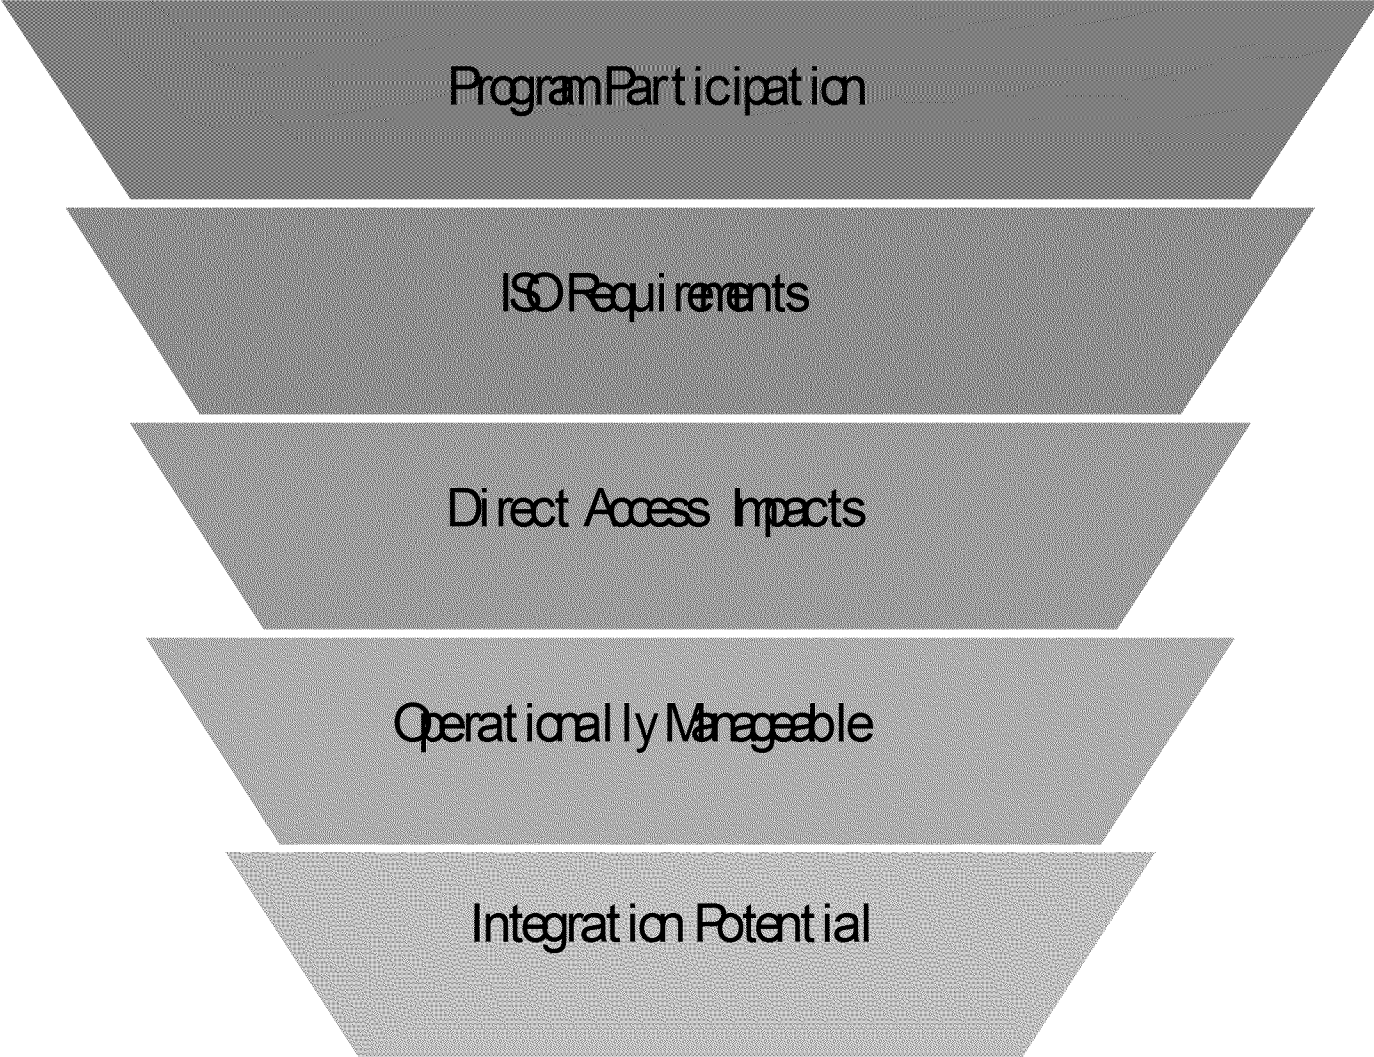 Program Participation
ISO Requirements
Direct Access Impacts
Operationally Manageable
Integration Potential